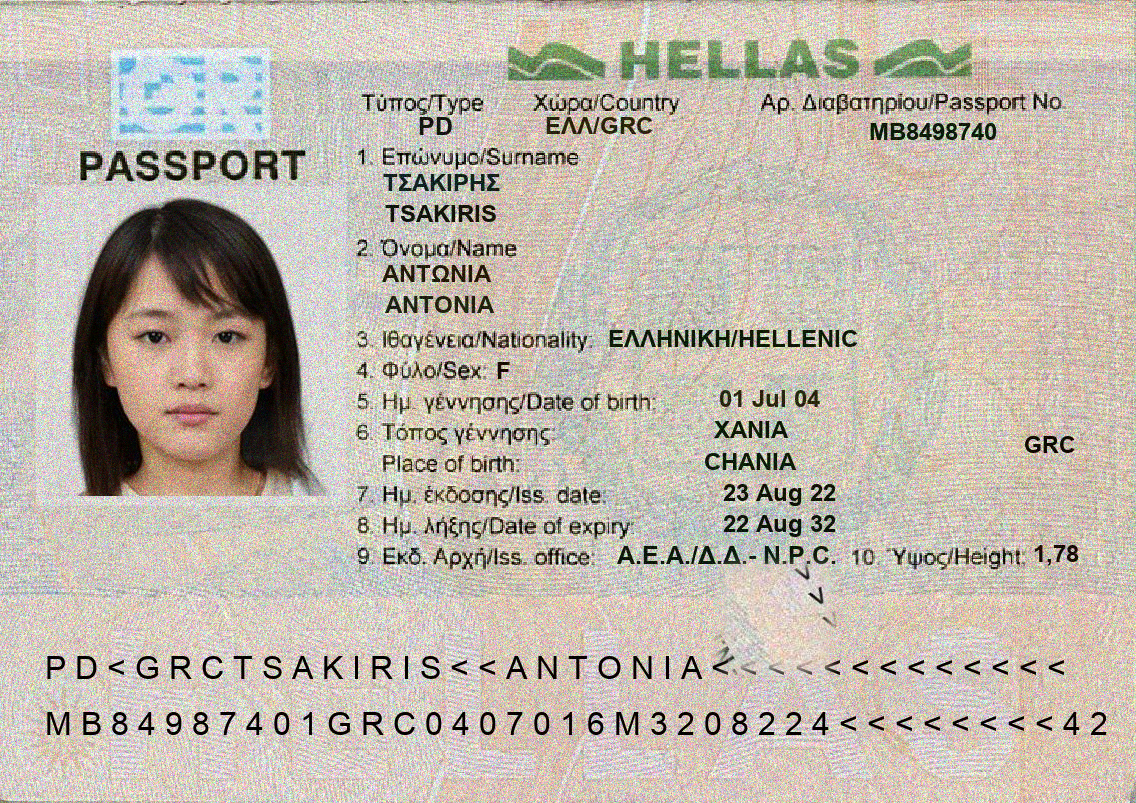 HELLAS
Τύπος/Type Χώρα/Country Αρ. Διαβατηρίου/Passport No.
PD ΕΛΛ/GRC MB8498740
PASSPORT
1. Επώνυμο/Surname
ΤΣΑΚΙΡΗΣ
TSAKIRIS
2. Όνομα/Name
ΑΝΤΩΝΙΑ
ANTONIA
3. Ιθαγένεια/Nationality: ΕΛΛΗΝΙΚΗ/HELLENIC
4. Φύλο/Sex: F
5. Ημ. γέννησης/Date of birth: 01 Jul 04
6. Τόπος γέννησης: ΧΑΝΙΑ
Place of birth: CHANIA GRC
7. Ημ. έκδοσης/Iss. date: 23 Aug 22
8. Ημ. λήξης/Date of expiry: 22 Aug 32
9. Εκδ. Αρχή/Iss. office: Α.Ε.Α./Δ.Δ.- N.P.C. 10. Ύψος/Height: 1,78
PD<GRCTSAKIRIS<<ANTONIA<<<<<<<<<<<<<
MB84987401GRC0407016M3208224<<<<<<<<42